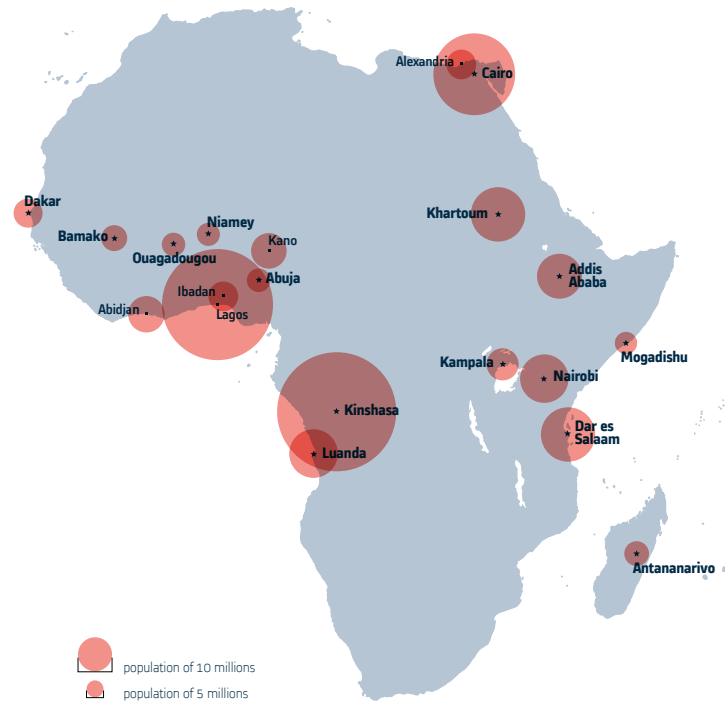 Alexandria
Cairo
Dakar
Khartoum
Niamey
Bamako
Kano
Ouagadougou
Addis
Ababa
Abuja
Ibadan
Abidjan
Lagos
Mogadishu
Kampala
Nairobi
Kinshasa
Dar es
Salaam
Luanda
Antananarivo
population of 10 millions
population of 5 millions